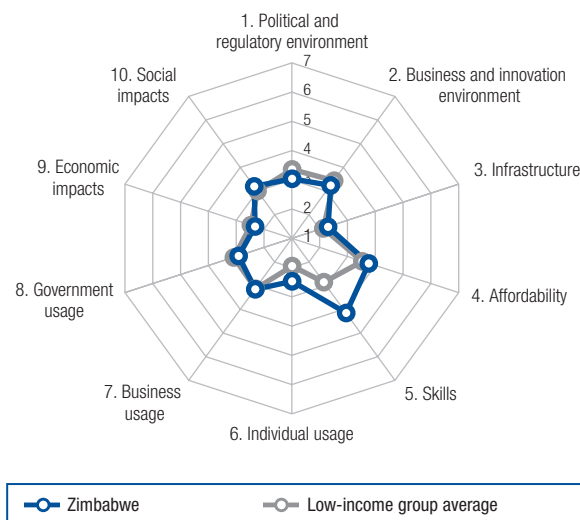 1. Political and
regulatory environment
2. Business and innovation
environment
3. Infrastructure
4. Affordability
5. Skills
6. Individual usage
7. Business
usage
8. Government
usage
9. Economic
impacts
10. Social
impacts
7
6
5
4
3
2
1
Zimbabwe
Low-income group average